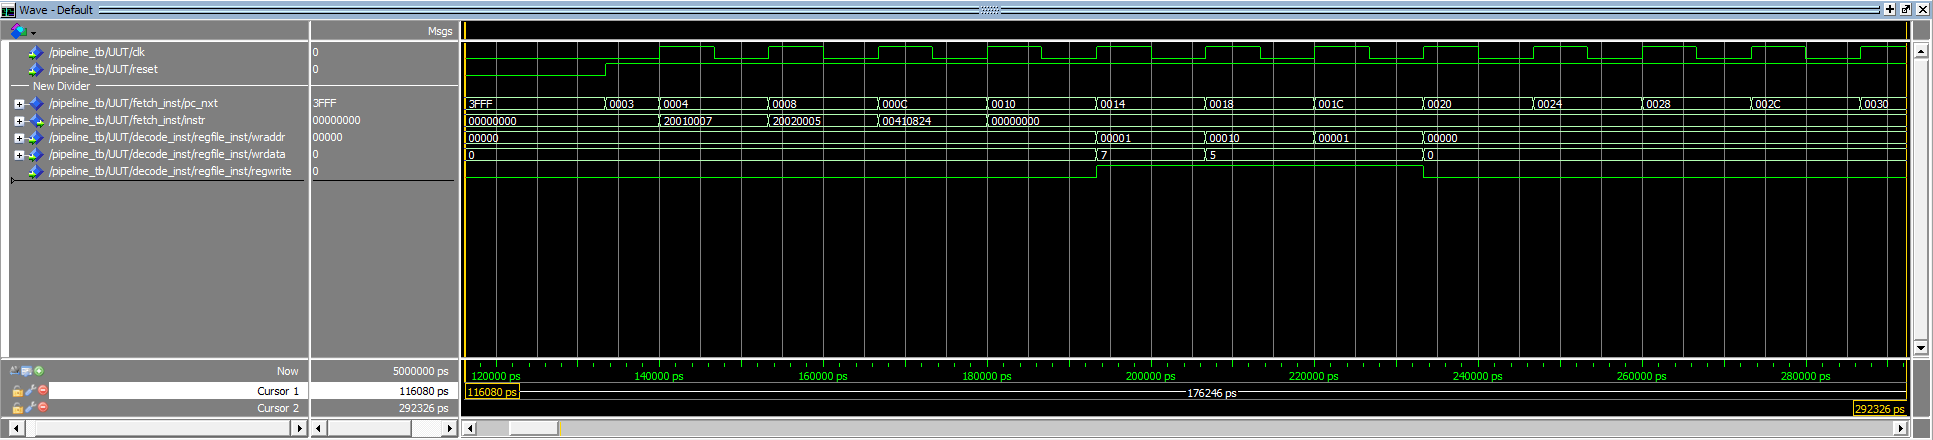 Wave - Default
Msgs
/pipeline_tb/UUT/clk 0
/pipeline_tb/UUT/reset 0
New Divider
/pipeline_tb/UUT/fetch_inst/pc_nxt 3FFF 3FFF 0003 0004 0008 000C 0010 0014 0018 001C 0020 0024 0028 002C 0030
/pipeline_tb/UUT/fetch_inst/instr 00000000 00000000 20010007 20020005 00410824 00000000
/pipeline_tb/UUT/decode_inst/regfile_inst/wraddr 00000 00000 00001 00010 00001 00000
/pipeline_tb/UUT/decode_inst/regfile_inst/wrdata 0 0 7 5 0
/pipeline_tb/UUT/decode_inst/regfile_inst/regwrite 0
Now 5000000 ps 120000 ps 140000 ps 160000 ps 180000 ps 200000 ps 220000 ps 240000 ps 260000 ps 280000 ps
Cursor 1 116080 ps 116080 ps 176246 ps
Cursor 2 292326 ps 292326 ps